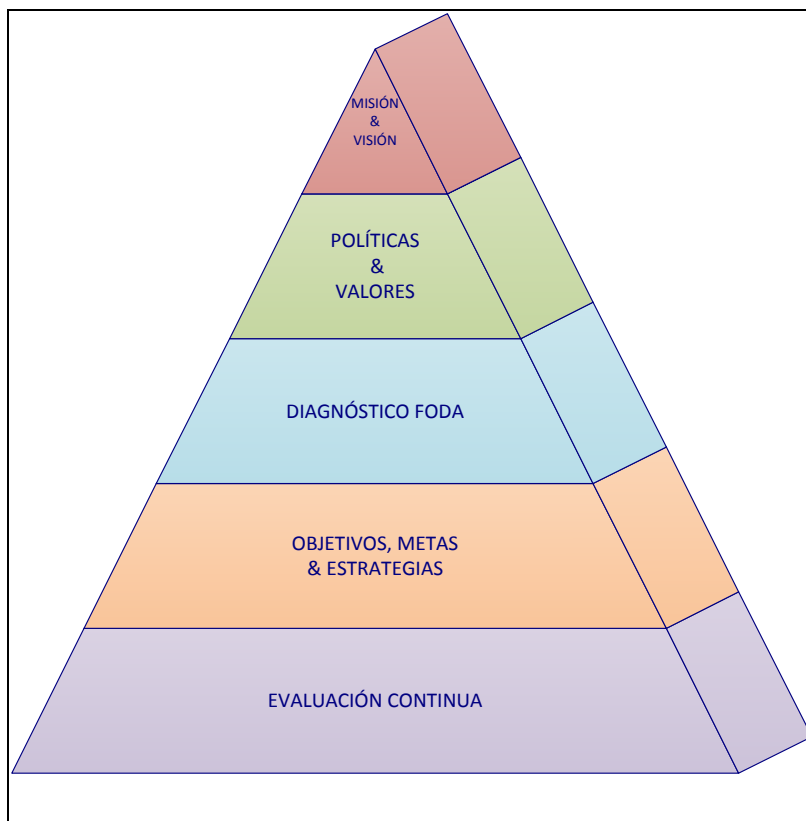 MISIÓN
&
VISIÓN
POLÍTICAS
&
VALORES
DIAGNÓSTICO FODA
OBJETIVOS, METAS
& ESTRATEGIAS
EVALUACIÓN CONTINUA